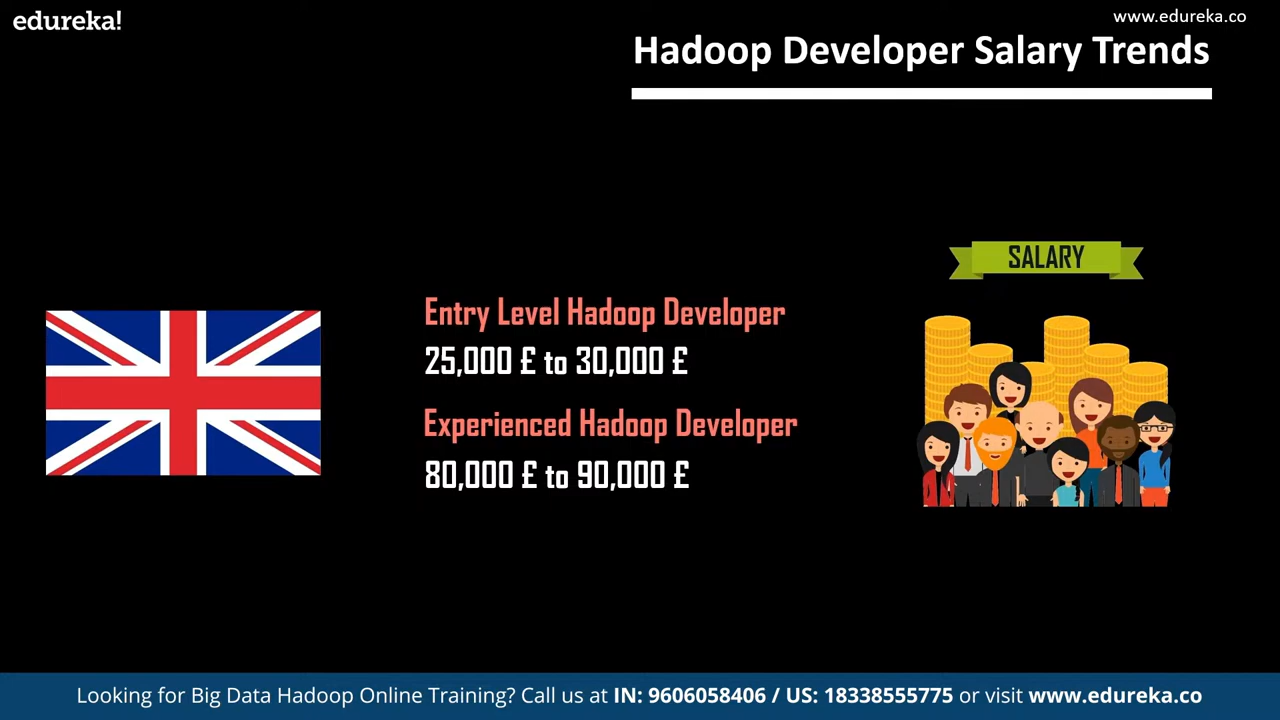 edureka!
www.edureka.co
Hadoop Developer Salary Trends
SALARY
Entry Level Hadoop Developer
25,000 £ to 30,000 £
Experienced Hadoop Developer
80,000 £ to 90,000 £
Looking for Big Data Hadoop Online Training? Call us at IN: 9606058406 / US: 18338555775 or visit www.edureka.co